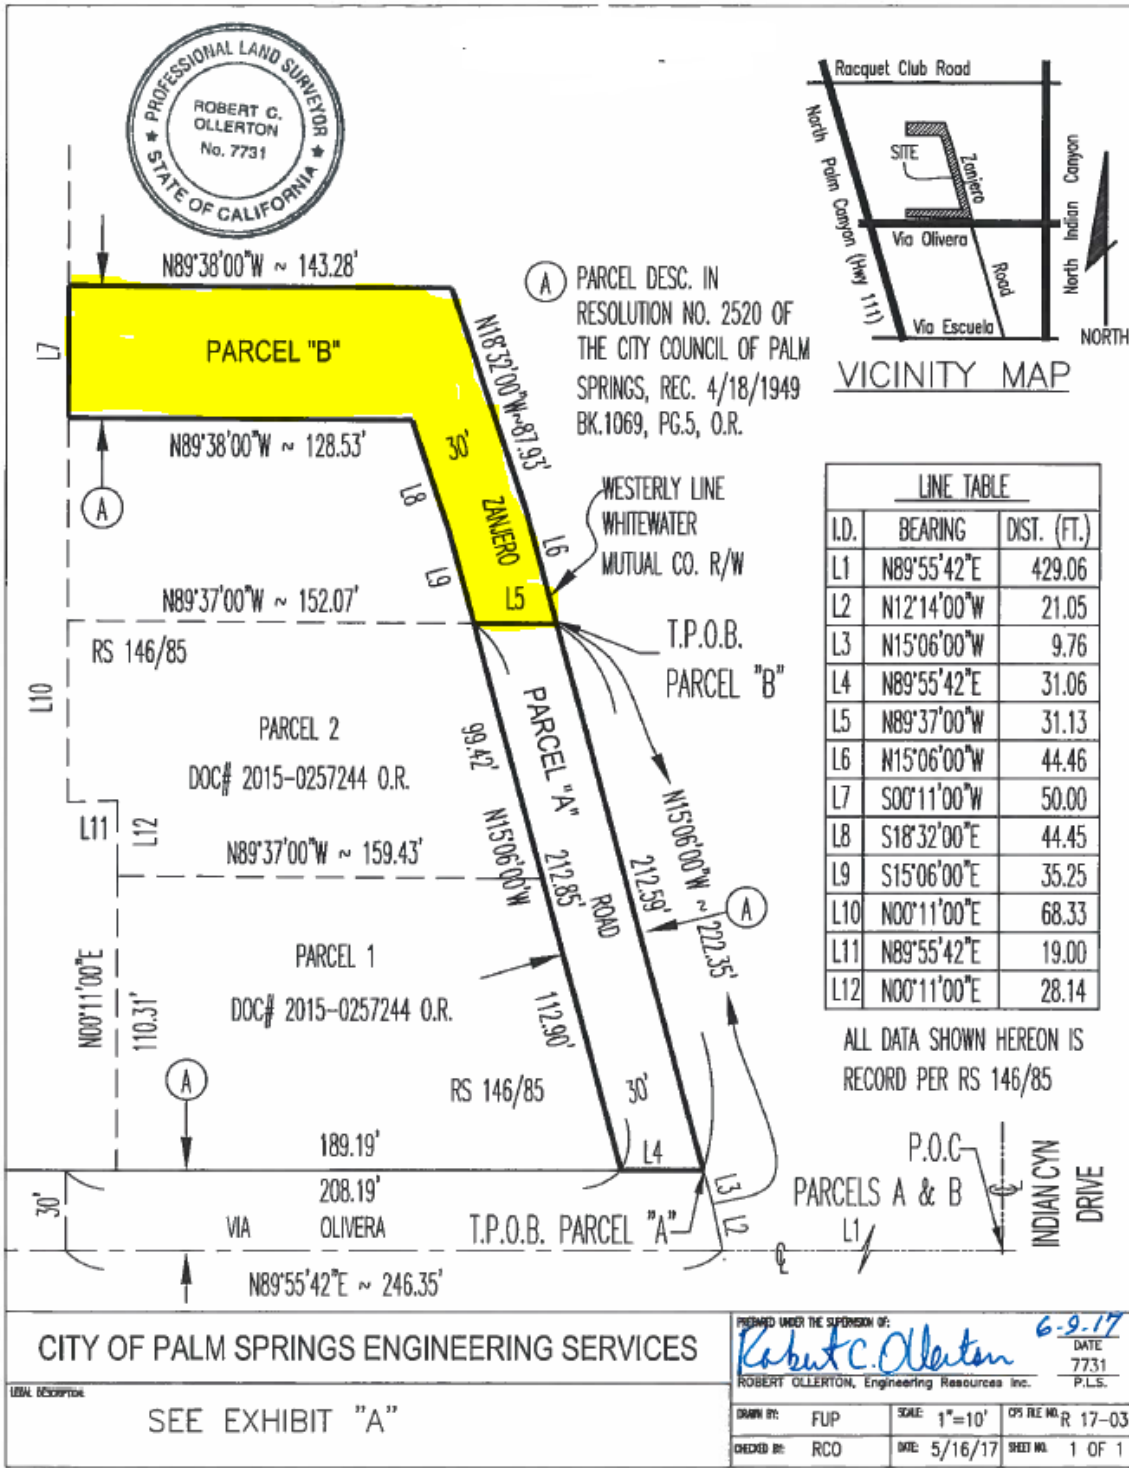 PROFESSIONAL LAND SURVEYOR
ROBERT C.
OLLERTON
No. 7731
STATE OF CALIFORNIA
Racquet Club Road
North Palm Canyon (Hwy 111)
SITE
Zanjero
Via Olivera
Road
North Indian Canyon
Via Escuela
NORTH
VICINITY MAP
N89°38'00"W ~ 143.28'
A
PARCEL DESC. IN
RESOLUTION NO. 2520 OF
THE CITY COUNCIL OF PALM
SPRINGS, REC. 4/18/1949
BK.1069, PG.5, O.R.
L7
PARCEL "B"
N18°32'00"W~87.93'
N89°38'00"W ~ 128.53'
30'
A
L8
ZANJERO
L6
WESTERLY LINE
WHITEWATER
MUTUAL CO. R/W
L9
L5
N89°37'00"W ~ 152.07'
RS 146/85
T.P.O.B.
PARCEL "B"
LINE TABLE
I.D. BEARING DIST. (FT.)
L1 N89°55'42"E 429.06
L2 N12°14'00"W 21.05
L3 N15°06'00"W 9.76
L4 N89°55'42"E 31.06
L5 N89°37'00"W 31.13
L6 N15°06'00"W 44.46
L7 S00°11'00"W 50.00
L8 S18°32'00"E 44.45
L9 S15°06'00"E 35.25
L10 N00°11'00"E 68.33
L11 N89°55'42"E 19.00
L12 N00°11'00"E 28.14
L10
PARCEL 2
DOC# 2015-0257244 O.R.
PARCEL "A"
99.42'
L11
L12
N89°37'00"W ~ 159.43'
N15°06'00"W
212.85'
ROAD
212.59'
N15°06'00"W ~ 222.35'
A
PARCEL 1
DOC# 2015-0257244 O.R.
N00°11'00"E
110.31'
112.90'
ALL DATA SHOWN HEREON IS
RECORD PER RS 146/85
A
RS 146/85
30'
189.19'
L4
208.19'
30'
VIA OLIVERA
T.P.O.B. PARCEL "A"
L3
L2
P.O.C
PARCELS A & B
L1
INDIAN CYN
DRIVE
N89°55'42"E ~ 246.35'
CITY OF PALM SPRINGS ENGINEERING SERVICES
LEGAL DESCRIPTION:
SEE EXHIBIT "A"
PREPARED UNDER THE SUPERVISION OF:
Robert C. Ollerton
6-9-17
DATE
7731
ROBERT OLLERTON, Engineering Resources Inc. P.L.S.
DRAWN BY: FUP SCALE: 1"=10' CPS FILE NO. R 17-03
CHECKED BY: RCO DATE: 5/16/17 SHEET NO. 1 OF 1